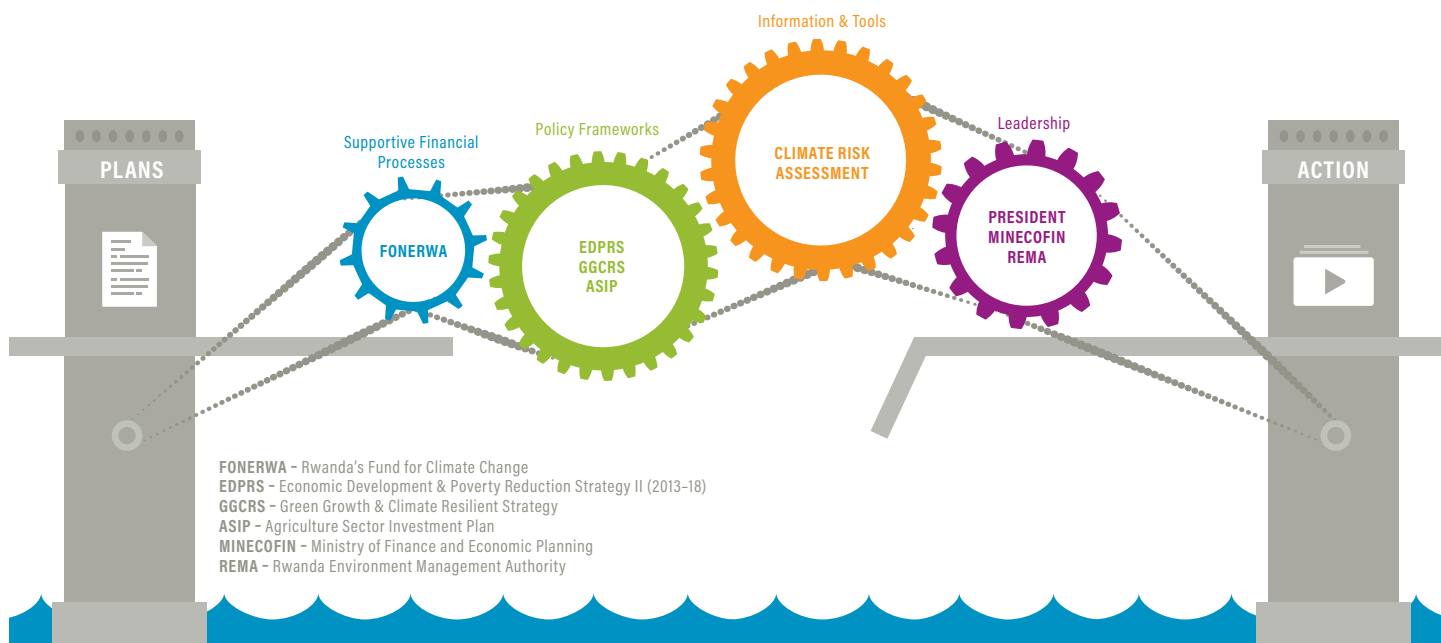 Information & Tools
Leadership
Policy Frameworks
Supportive Financial
Processes
PLANS
ACTION
CLIMATE RISK
ASSESSMENT
PRESIDENT
MINECOFIN
REMA
FONERWA
EDPRS
GGCRS
ASIP
FONERWA – Rwanda's Fund for Climate Change
EDPRS – Economic Development & Poverty Reduction Strategy II (2013–18)
GGCRS – Green Growth & Climate Resilient Strategy
ASIP – Agriculture Sector Investment Plan
MINECOFIN – Ministry of Finance and Economic Planning
REMA – Rwanda Environment Management Authority